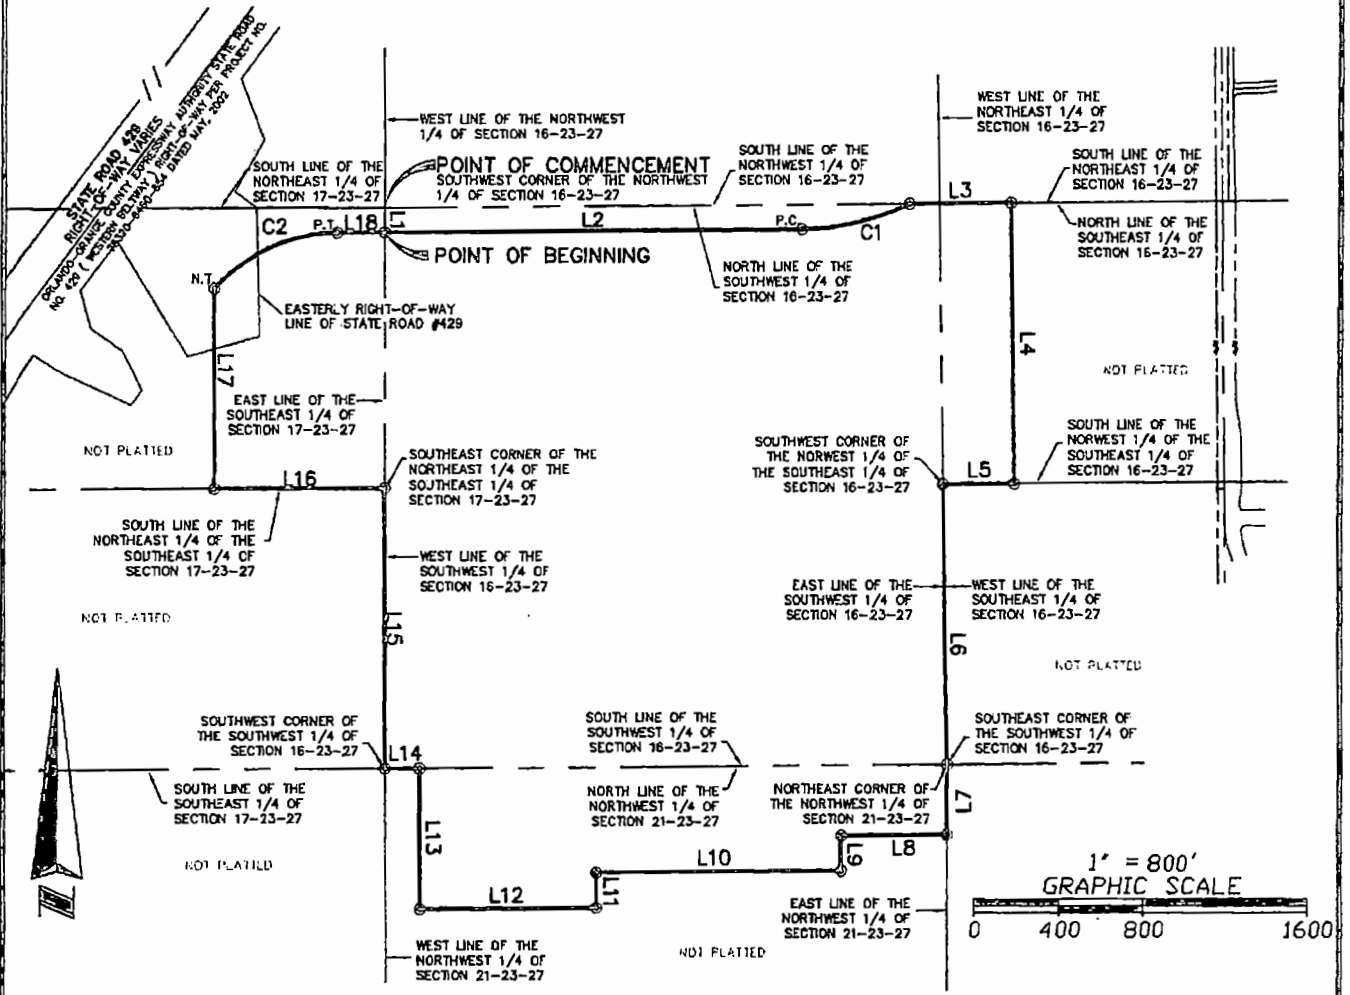 STATE ROAD 429
RIGHT-OF-WAY VARIES
ORLANDO-ORANGE COUNTY EXPRESSWAY AUTHORITY STATE ROAD
NO. 429 ( WESTERN BELTWAY ) RIGHT-OF-WAY PER PROJECT NO.
DATED MAY, 2002
WEST LINE OF THE NORTHWEST
1/4 OF SECTION 16-23-27
POINT OF COMMENCEMENT
SOUTHWEST CORNER OF THE NORTHWEST
1/4 OF SECTION 16-23-27
SOUTH LINE OF THE
NORTHEAST 1/4 OF
SECTION 17-23-27
SOUTH LINE OF THE
NORTHWEST 1/4 OF
SECTION 16-23-27
WEST LINE OF THE
NORTHEAST 1/4 OF
SECTION 16-23-27
SOUTH LINE OF THE
NORTHEAST 1/4 OF
SECTION 16-23-27
L3
C2
P.T.
L18
L1
L2
P.C.
C1
NORTH LINE OF THE
SOUTHEAST 1/4 OF
SECTION 16-23-27
POINT OF BEGINNING
NORTH LINE OF THE
SOUTHWEST 1/4 OF
SECTION 16-23-27
N.T.
EASTERLY RIGHT-OF-WAY
LINE OF STATE ROAD #429
L4
L17
NOT PLATTED
EAST LINE OF THE
SOUTHEAST 1/4 OF
SECTION 17-23-27
NOT PLATTED
SOUTHEAST CORNER OF THE
NORTHEAST 1/4 OF THE
SOUTHEAST 1/4 OF
SECTION 17-23-27
SOUTHWEST CORNER OF
THE NORWEST 1/4 OF
THE SOUTHEAST 1/4 OF
SECTION 16-23-27
SOUTH LINE OF THE
NORWEST 1/4 OF THE
SOUTHEAST 1/4 OF
SECTION 16-23-27
L5
L16
SOUTH LINE OF THE
NORTHEAST 1/4 OF THE
SOUTHEAST 1/4 OF
SECTION 17-23-27
WEST LINE OF THE
SOUTHWEST 1/4 OF
SECTION 16-23-27
EAST LINE OF THE
SOUTHWEST 1/4 OF
SECTION 16-23-27
WEST LINE OF THE
SOUTHEAST 1/4 OF
SECTION 16-23-27
NOT PLATTED
L15
L6
NOT PLATTED
SOUTHWEST CORNER OF
THE SOUTHWEST 1/4 OF
SECTION 16-23-27
L14
SOUTH LINE OF THE
SOUTHWEST 1/4 OF
SECTION 16-23-27
SOUTHEAST CORNER OF
THE SOUTHWEST 1/4 OF
SECTION 16-23-27
SOUTH LINE OF THE
SOUTHEAST 1/4 OF
SECTION 17-23-27
NORTH LINE OF THE
NORTHWEST 1/4 OF
SECTION 21-23-27
NORTHEAST CORNER OF
THE NORTHWEST 1/4 OF
SECTION 21-23-27
L7
L13
L8
L9
L10
NOT PLATTED
L11
L12
1" = 800'
GRAPHIC SCALE
0 400 800 1600
EAST LINE OF THE
NORTHWEST 1/4 OF
SECTION 21-23-27
WEST LINE OF THE
NORTHWEST 1/4 OF
SECTION 21-23-27
NOT PLATTED
N